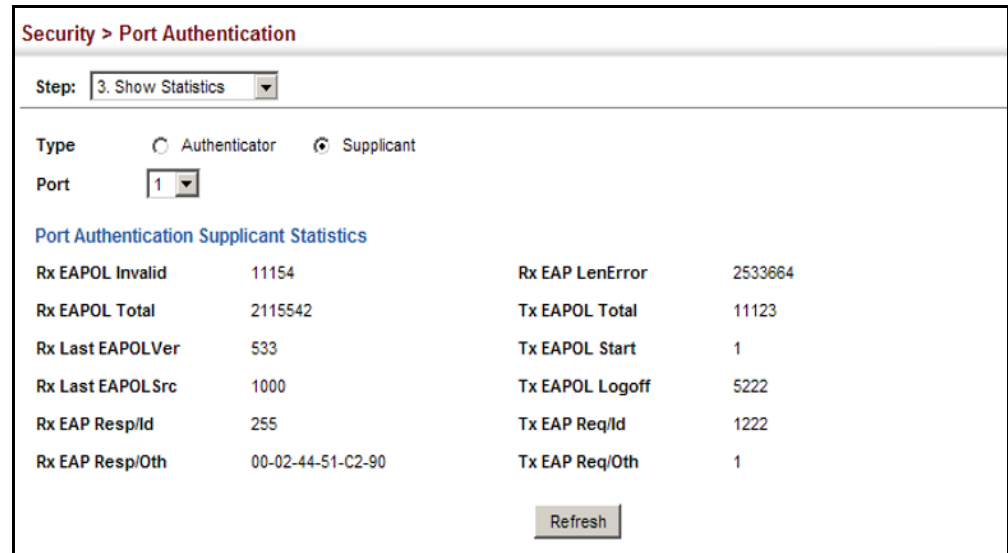 Security > Port Authentication
Step: 3. Show Statistics
Type Authenticator Supplicant
Port 1
Port Authentication Supplicant Statistics
Rx EAPOL Invalid 11154 Rx EAP LenError 2533664
Rx EAPOL Total 2115542 Tx EAPOL Total 11123
Rx Last EAPOLVer 533 Tx EAPOL Start 1
Rx Last EAPOLSrc 1000 Tx EAPOL Logoff 5222
Rx EAP Resp/Id 255 Tx EAP Req/Id 1222
Rx EAP Resp/Oth 00-02-44-51-C2-90 Tx EAP Req/Oth 1
Refresh